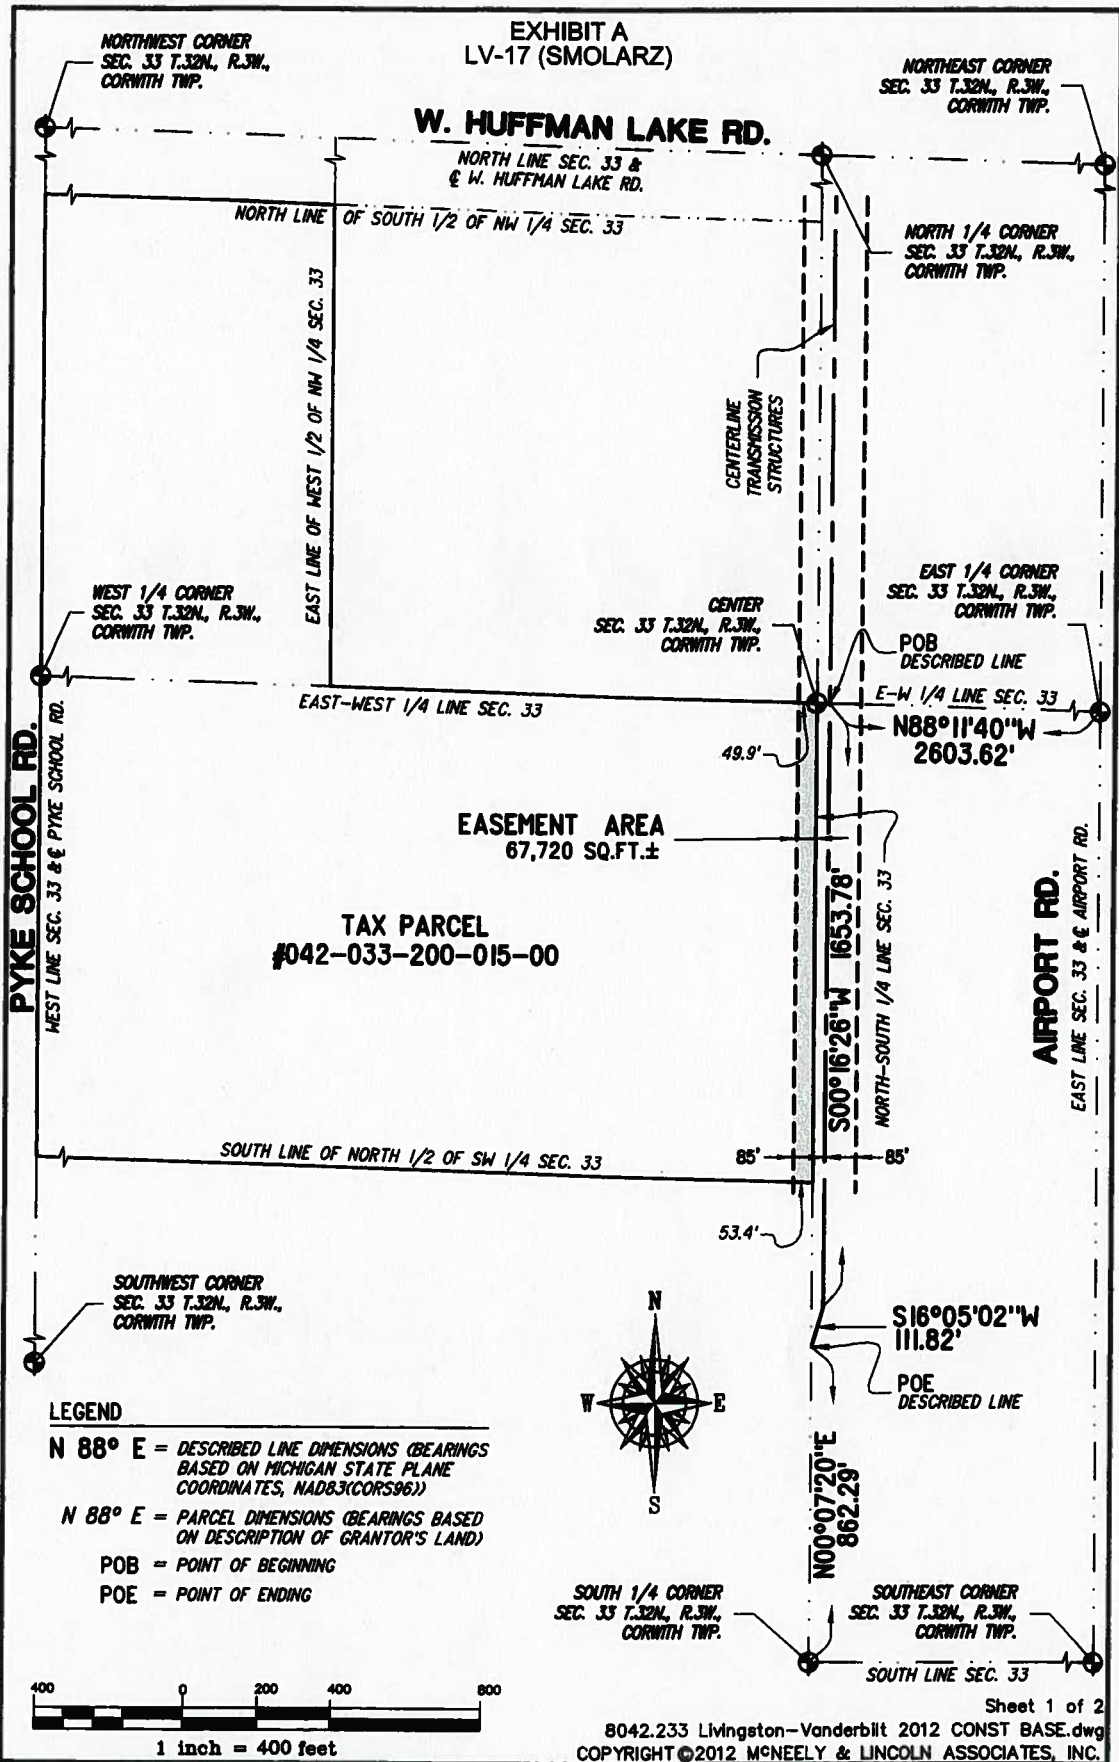 EXHIBIT A
LV-17 (SMOLARZ)
NORTHWEST CORNER
SEC. 33 T.32N., R.3W.,
CORWITH TWP.
NORTHEAST CORNER
SEC. 33 T.32N., R.3W.,
CORWITH TWP.
W. HUFFMAN LAKE RD.
NORTH LINE SEC. 33 &
℄ W. HUFFMAN LAKE RD.
NORTH LINE OF SOUTH 1/2 OF NW 1/4 SEC. 33
NORTH 1/4 CORNER
SEC. 33 T.32N., R.3W.,
CORWITH TWP.
EAST LINE OF WEST 1/2 OF NW 1/4 SEC. 33
CENTERLINE
TRANSMISSION
STRUCTURES
WEST 1/4 CORNER
SEC. 33 T.32N., R.3W.,
CORWITH TWP.
CENTER
SEC. 33 T.32N., R.3W.,
CORWITH TWP.
EAST 1/4 CORNER
SEC. 33 T.32N., R.3W.,
CORWITH TWP.
POB
DESCRIBED LINE
EAST-WEST 1/4 LINE SEC. 33
E-W 1/4 LINE SEC. 33
N88°11'40"W
2603.62'
49.9'
PYKE SCHOOL RD.
WEST LINE SEC. 33 & ℄ PYKE SCHOOL RD.
EASEMENT AREA
67,720 SQ.FT.±
TAX PARCEL
#042-033-200-015-00
S00°16'26"W 1653.78'
NORTH-SOUTH 1/4 LINE SEC. 33
AIRPORT RD.
EAST LINE SEC. 33 & ℄ AIRPORT RD.
SOUTH LINE OF NORTH 1/2 OF SW 1/4 SEC. 33
85'
85'
53.4'
SOUTHWEST CORNER
SEC. 33 T.32N., R.3W.,
CORWITH TWP.
N
W
E
S
S16°05'02"W
111.82'
POE
DESCRIBED LINE
LEGEND
N 88° E = DESCRIBED LINE DIMENSIONS (BEARINGS
BASED ON MICHIGAN STATE PLANE
COORDINATES, NAD83(CORS96))
N 88° E = PARCEL DIMENSIONS (BEARINGS BASED
ON DESCRIPTION OF GRANTOR'S LAND)
POB = POINT OF BEGINNING
POE = POINT OF ENDING
N00°07'20"E
862.29'
SOUTH 1/4 CORNER
SEC. 33 T.32N., R.3W.,
CORWITH TWP.
SOUTHEAST CORNER
SEC. 33 T.32N., R.3W.,
CORWITH TWP.
SOUTH LINE SEC. 33
400 0 200 400 800
1 inch = 400 feet
Sheet 1 of 2
8042.233 Livingston-Vanderbilt 2012 CONST BASE.dwg
COPYRIGHT ©2012 McNEELY & LINCOLN ASSOCIATES, INC